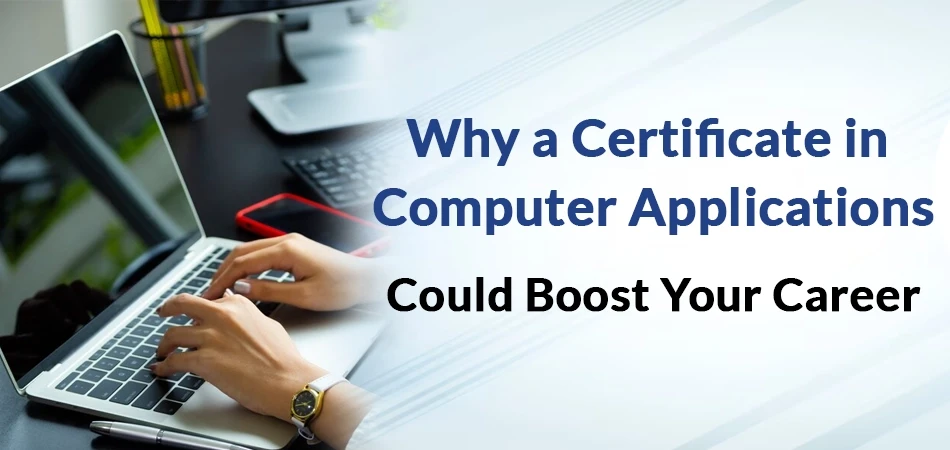 Why a Certificate in
Computer Applications
Could Boost Your Career